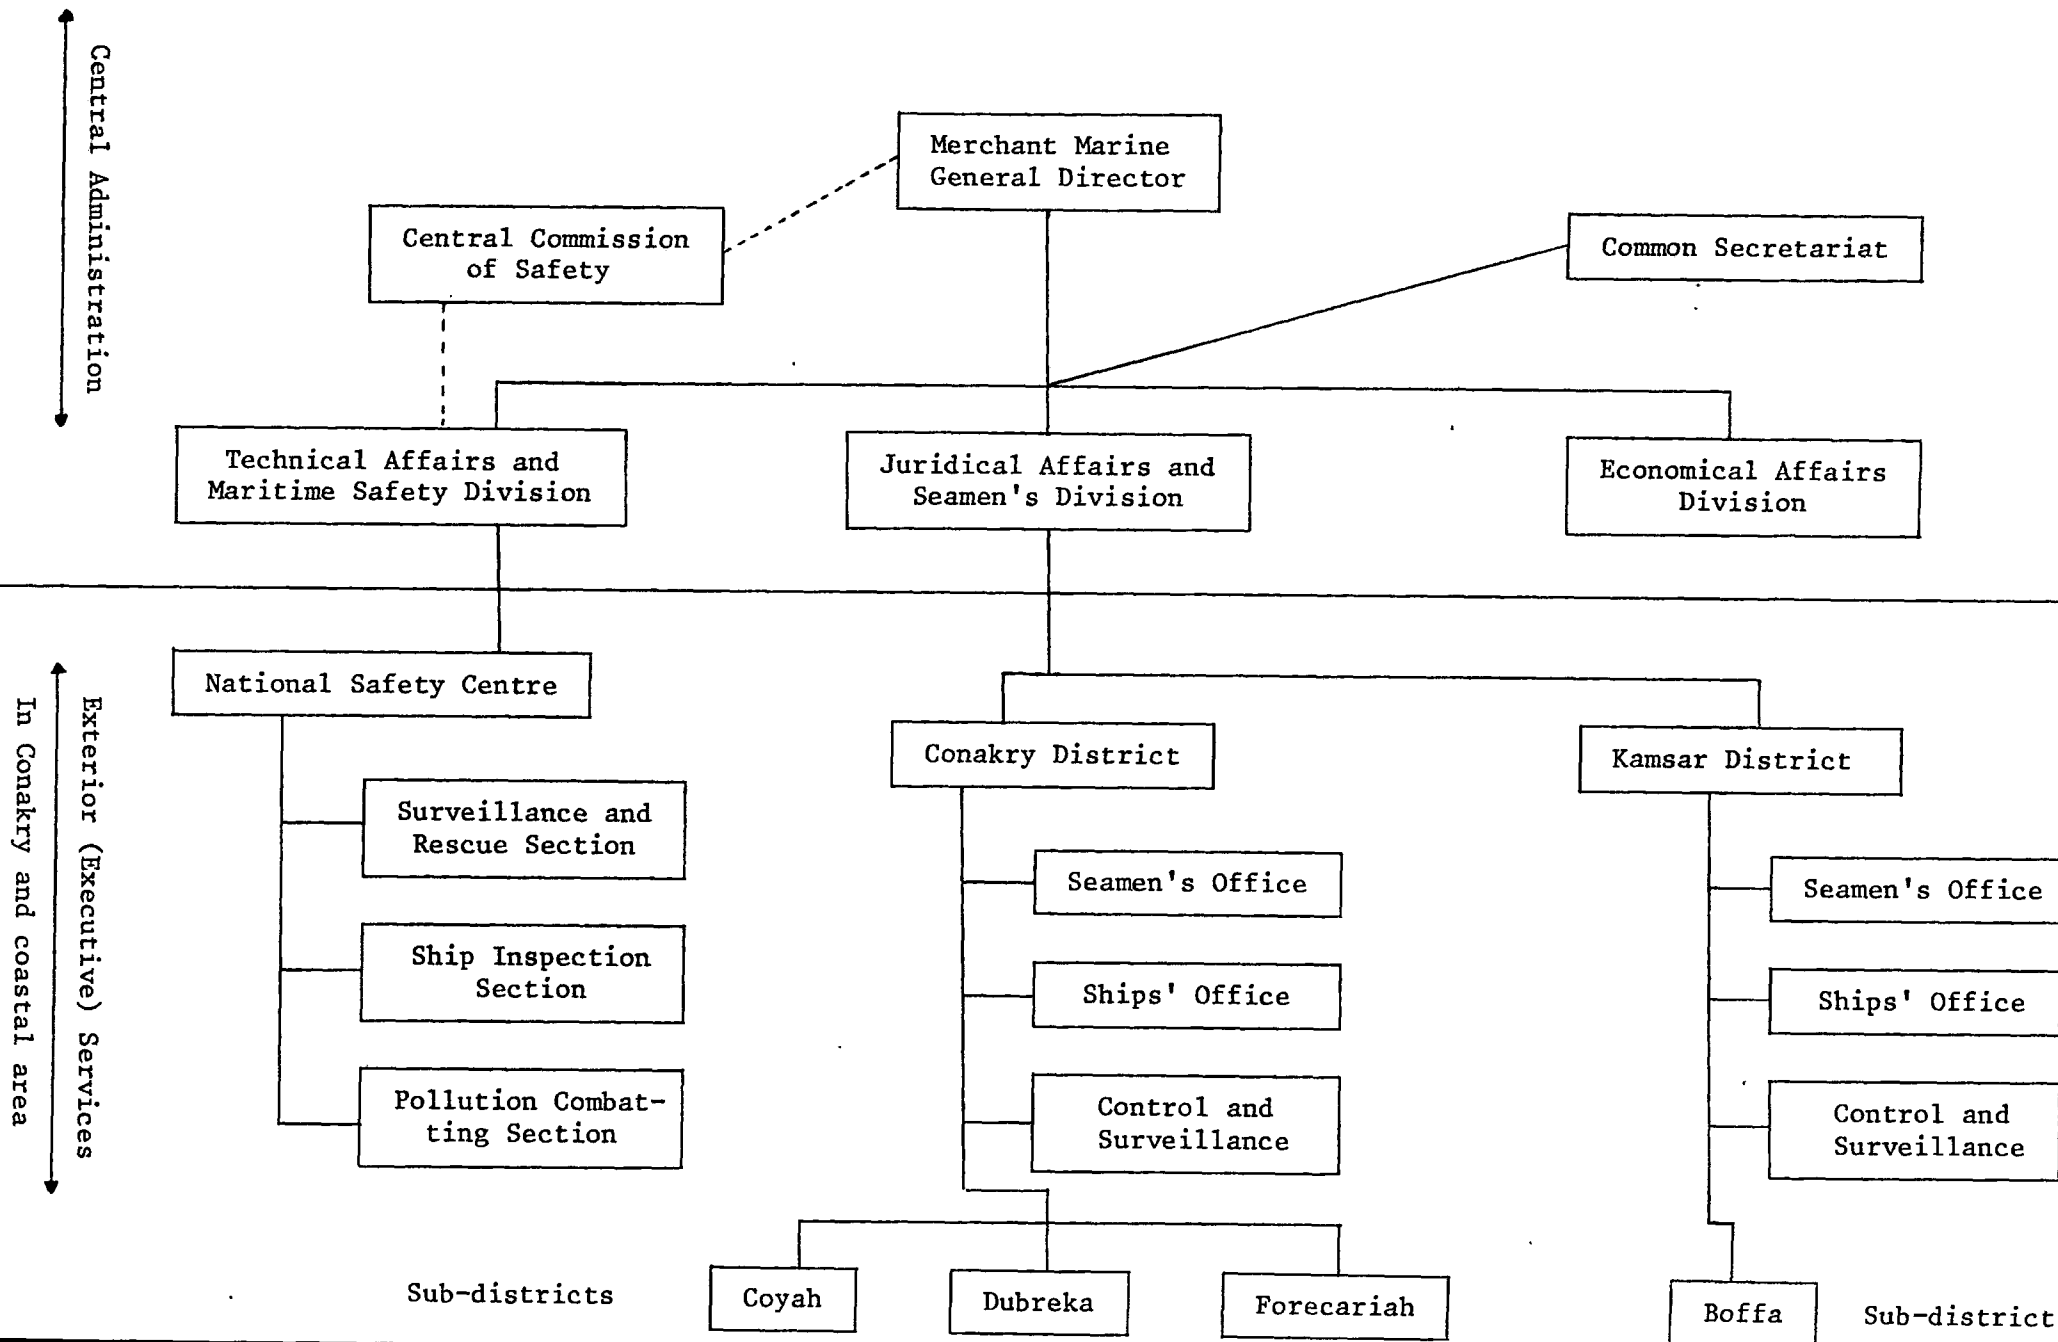 Central Administration
Merchant Marine
General Director
Central Commission
of Safety
Common Secretariat
Technical Affairs and
Maritime Safety Division
Juridical Affairs and
Seamen's Division
Economical Affairs
Division
Exterior (Executive) Services
In Conakry and coastal area
National Safety Centre
Surveillance and
Rescue Section
Ship Inspection
Section
Pollution Combat-
ting Section
Conakry District
Seamen's Office
Ships' Office
Control and
Surveillance
Kamsar District
Seamen's Office
Ships' Office
Control and
Surveillance
Sub-districts
Coyah
Dubreka
Forecariah
Boffa
Sub-district